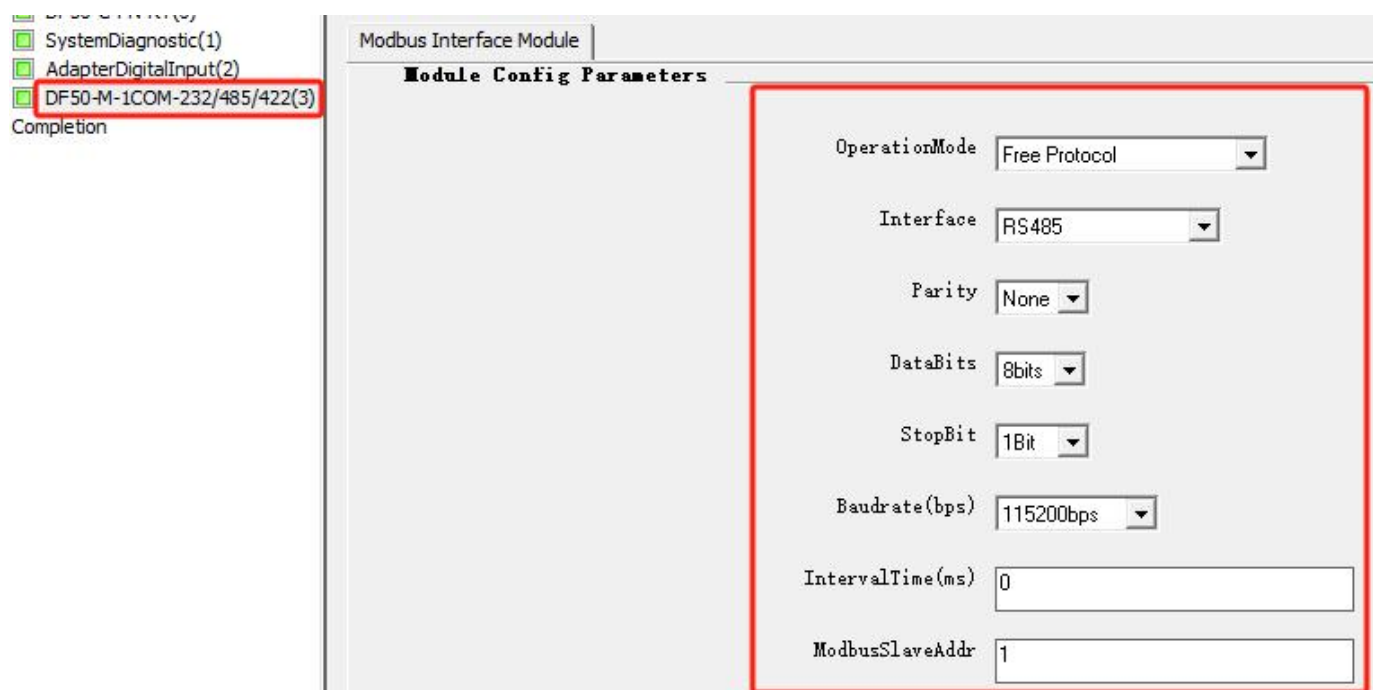 SystemDiagnostic(1)
AdapterDigitalInput(2)
DF50-M-1COM-232/485/422(3)
Completion
Modbus Interface Module
Module Config Parameters
OperationMode Free Protocol
Interface RS485
Parity None
DataBits 8bits
StopBit 1Bit
Baudrate(bps) 115200bps
IntervalTime(ms) 0
ModbusSlaveAddr 1